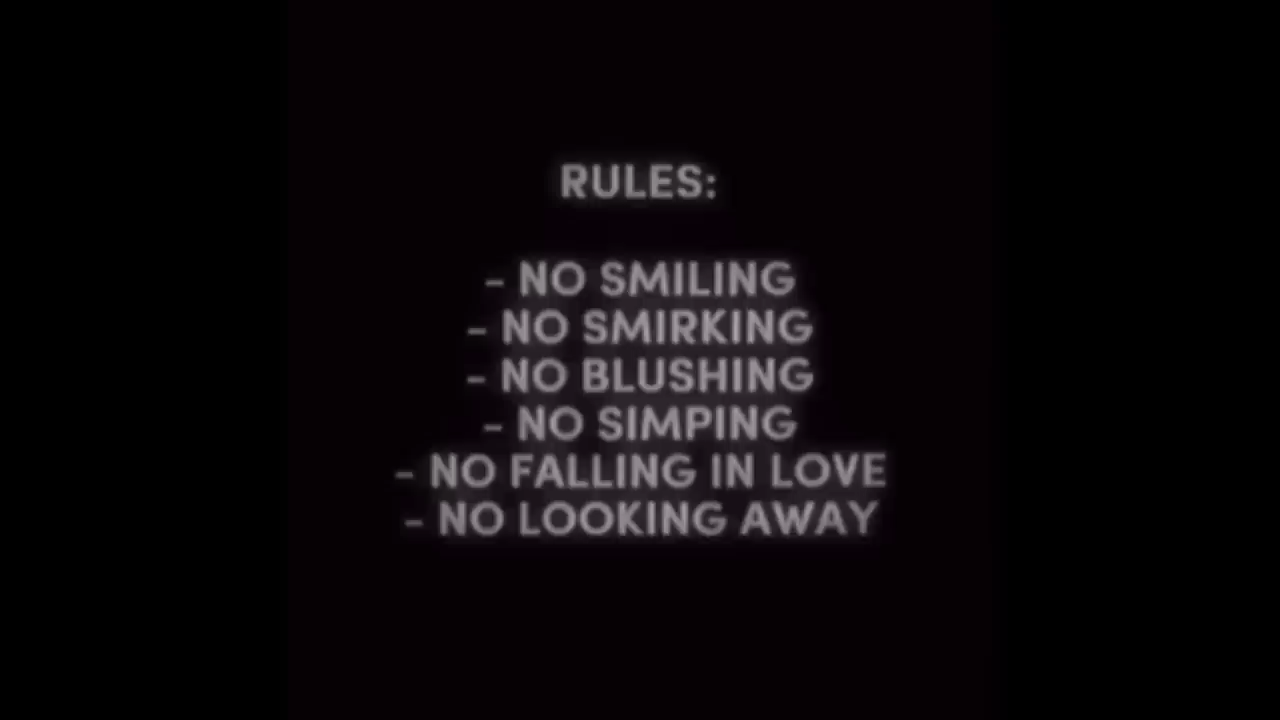 RULES:
- NO SMILING
- NO SMIRKING
- NO BLUSHING
- NO SIMPING
- NO FALLING IN LOVE
- NO LOOKING AWAY